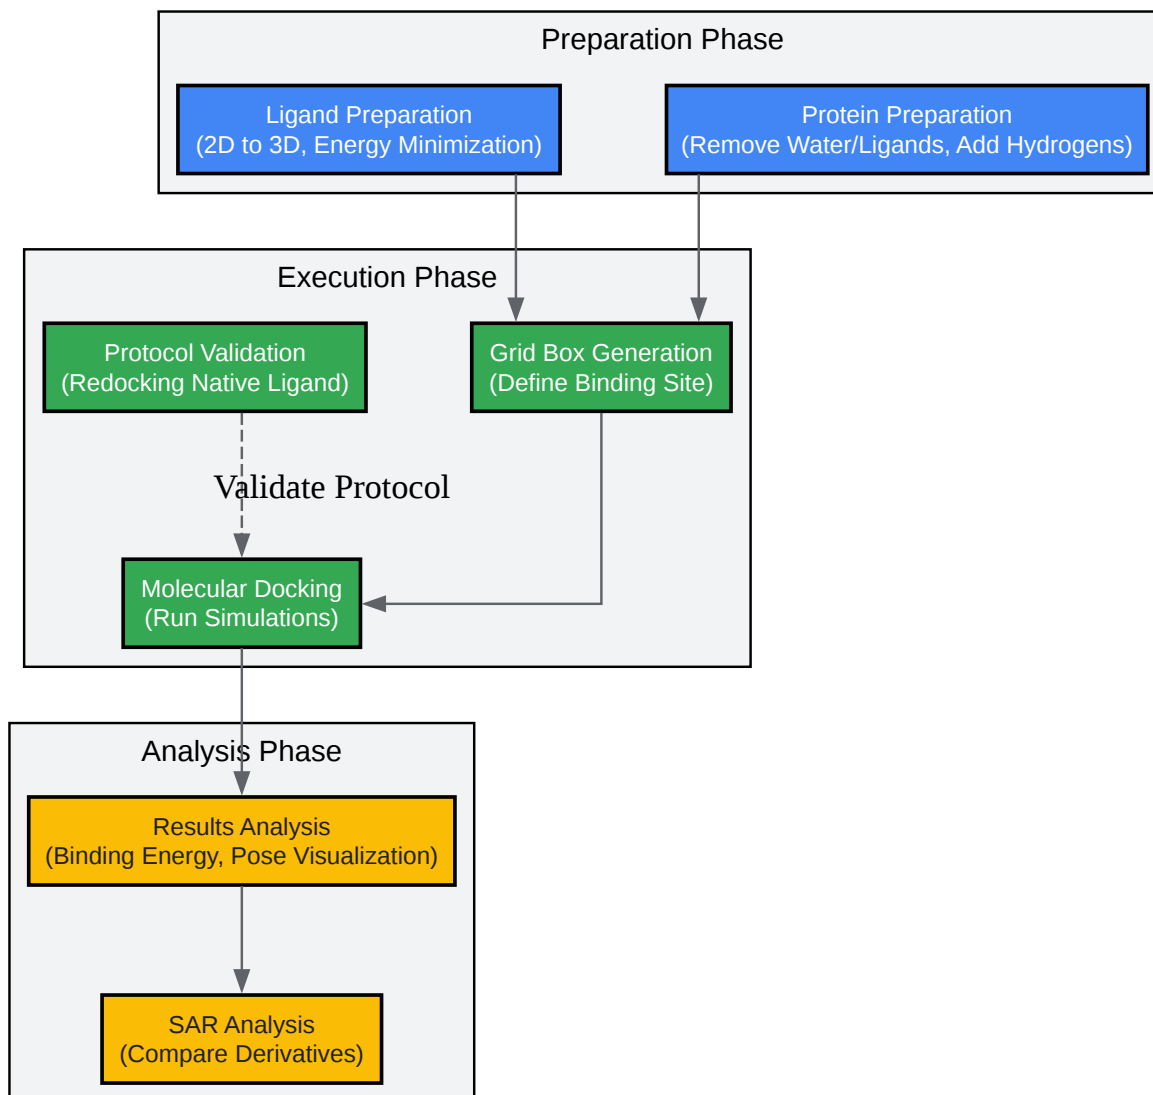 Preparation Phase
Ligand Preparation
(2D to 3D, Energy Minimization)
Protein Preparation
(Remove Water/Ligands, Add Hydrogens)
Execution Phase
Protocol Validation
(Redocking Native Ligand)
Grid Box Generation
(Define Binding Site)
Validate Protocol
Molecular Docking
(Run Simulations)
Analysis Phase
Results Analysis
(Binding Energy, Pose Visualization)
SAR Analysis
(Compare Derivatives)